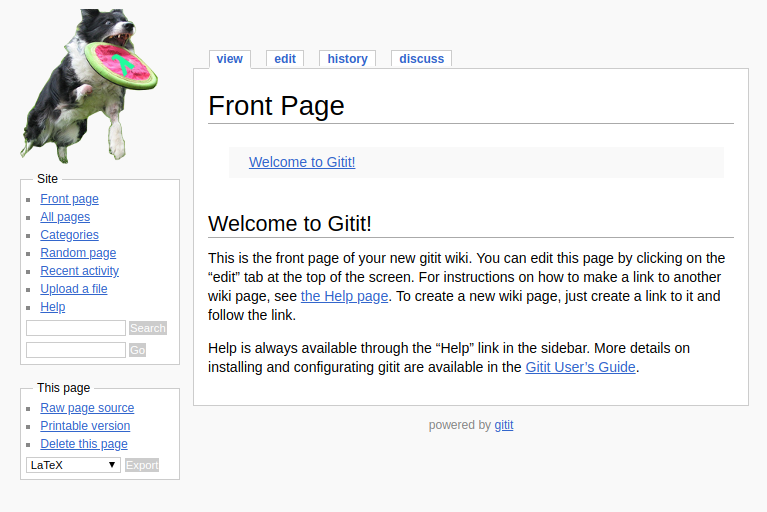 view
edit
history
discuss
Front Page
Welcome to Gitit!
Welcome to Gitit!
This is the front page of your new gitit wiki. You can edit this page by clicking on the
“edit” tab at the top of the screen. For instructions on how to make a link to another
wiki page, see the Help page. To create a new wiki page, just create a link to it and
follow the link.
Help is always available through the “Help” link in the sidebar. More details on
installing and configurating gitit are available in the Gitit User’s Guide.
powered by gitit
Site
Front page
All pages
Categories
Random page
Recent activity
Upload a file
Help
Search
Go
This page
Raw page source
Printable version
Delete this page
LaTeX
Export